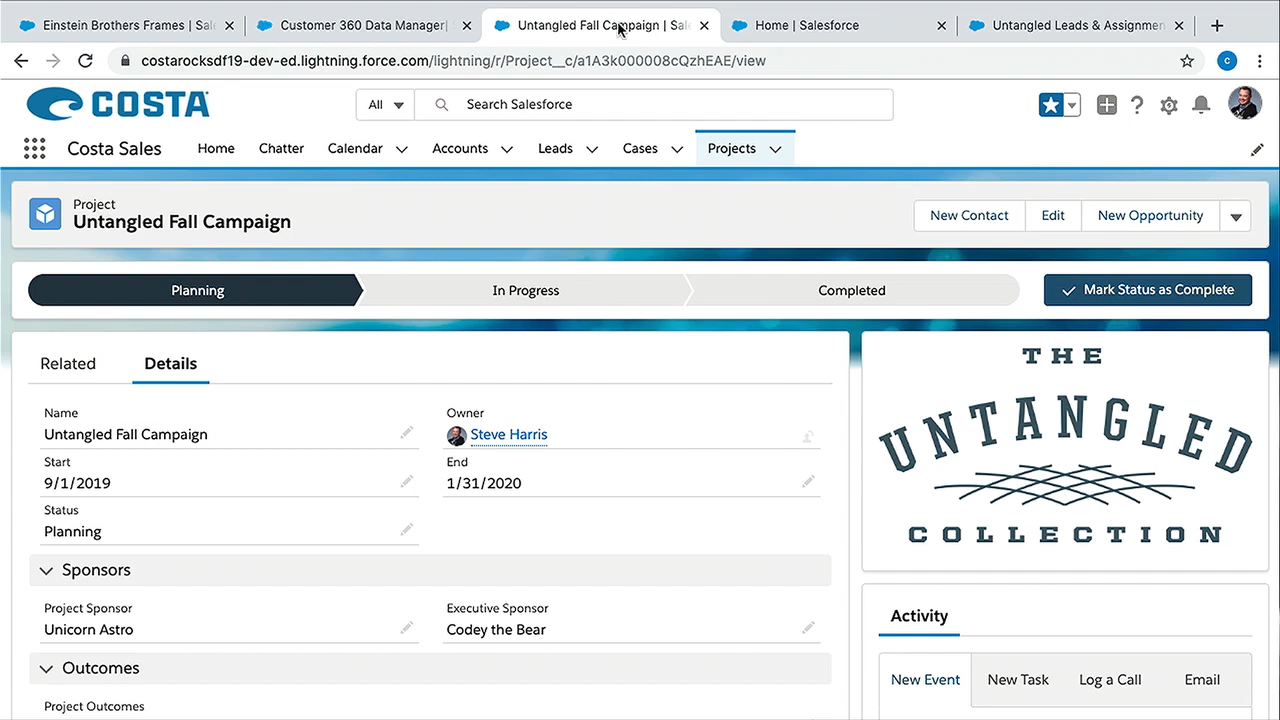 Einstein Brothers Frames | Sale
Customer 360 Data Manager|
Untangled Fall Campaign | Sale
Home | Salesforce
Untangled Leads & Assignmen
costarocksdf19-dev-ed.lightning.force.com/lightning/r/Project__c/a1A3k000008cQzhEAE/view
C
COSTA
All
Search Salesforce
Costa Sales
Home
Chatter
Calendar
Accounts
Leads
Cases
Projects
Project
Untangled Fall Campaign
New Contact
Edit
New Opportunity
Planning
In Progress
Completed
Mark Status as Complete
Related
Details
Name
Untangled Fall Campaign
Owner
Steve Harris
Start
9/1/2019
End
1/31/2020
Status
Planning
Sponsors
Project Sponsor
Unicorn Astro
Executive Sponsor
Codey the Bear
Outcomes
Project Outcomes
THE
UNTANGLED
COLLECTION
Activity
New Event
New Task
Log a Call
Email